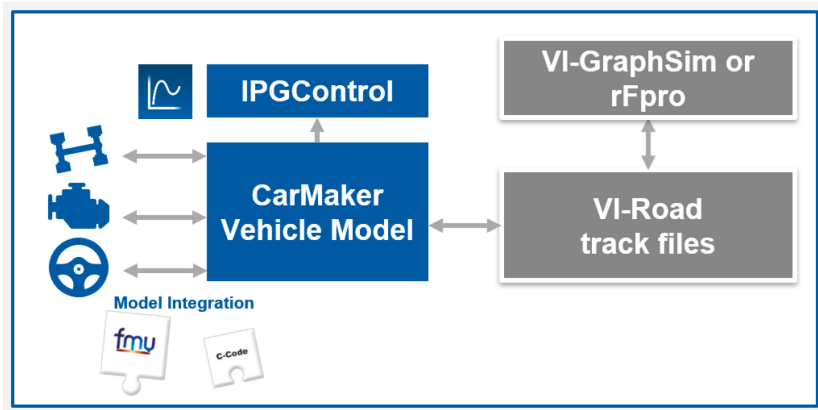 IPGControl
VI-GraphSim or
rFpro
CarMaker
Vehicle Model
VI-Road
track files
Model Integration
fmu
C-Code